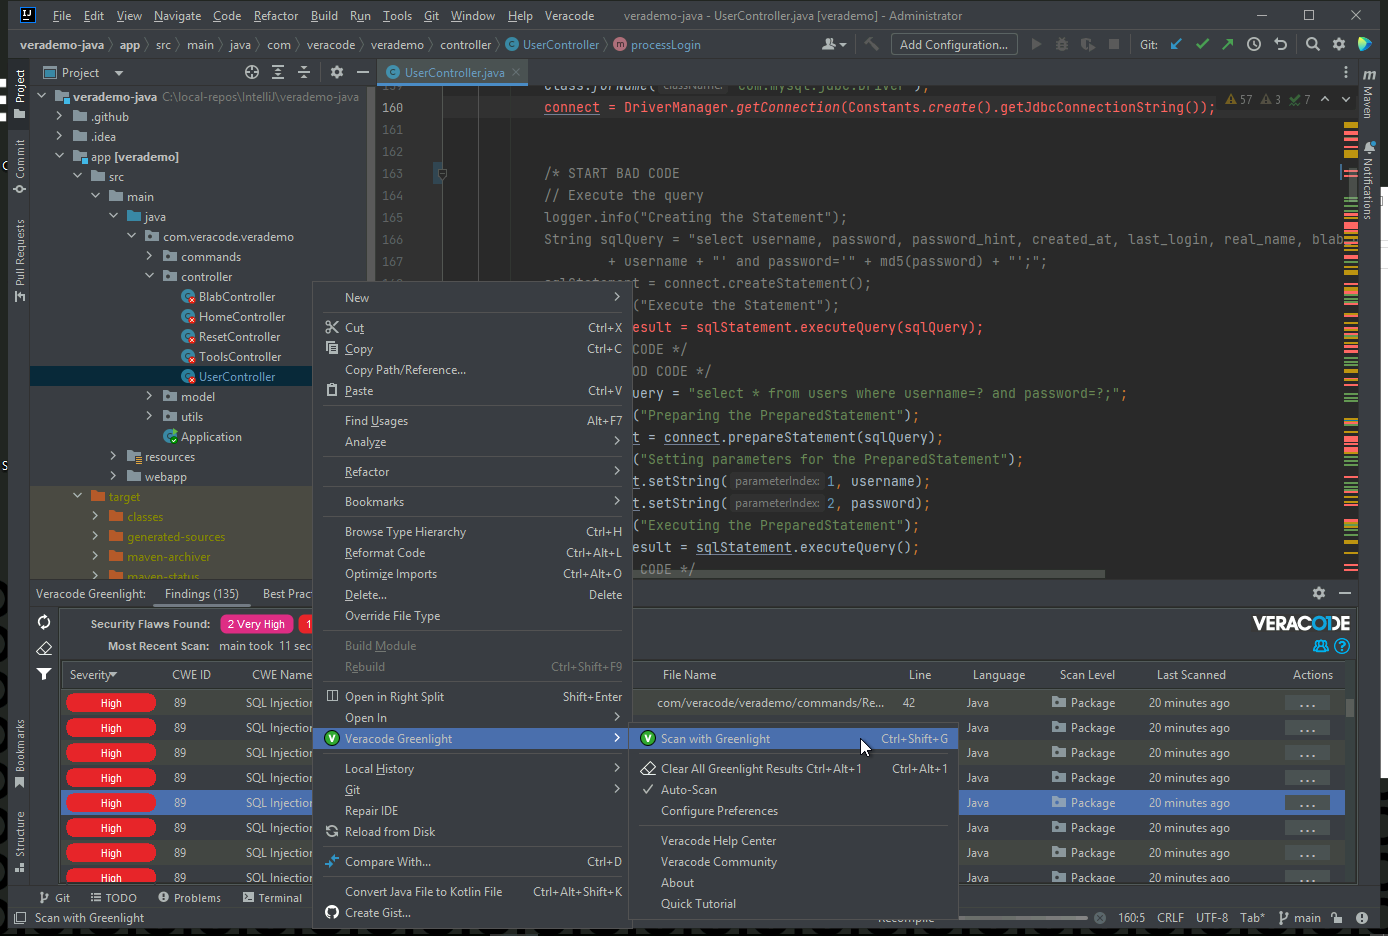 File Edit View Navigate Code Refactor Build Run Tools Git Window Help Veracode verademo-java - UserController.java [verademo] - Administrator
verademo-java app src main java com veracode verademo controller UserController processLogin Add Configuration... Git:
Project UserController.java
Project
Commit
Pull Requests
Bookmarks
Structure
Maven
Notifications
verademo-java C:\local-repos\IntelliJ\verademo-java
.github
.idea
app [verademo]
src
main
java
com.veracode.verademo
commands
controller
BlabController
HomeController
ResetController
ToolsController
UserController
model
utils
Application
resources
webapp
target
classes
generated-sources
maven-archiver
maven-status
57 3 7
160 connect = DriverManager.getConnection(Constants.create().getJdbcConnectionString());
161
162
163 /* START BAD CODE
164 // Execute the query
165 logger.info("Creating the Statement");
166 String sqlQuery = "select username, password, password_hint, created_at, last_login, real_name, blab
167 + username + "' and password='" + md5(password) + "';";
= connect.createStatement();
("Execute the Statement");
esult = sqlStatement.executeQuery(sqlQuery);
CODE */
OD CODE */
uery = "select * from users where username=? and password=?;";
("Preparing the PreparedStatement");
t = connect.prepareStatement(sqlQuery);
("Setting parameters for the PreparedStatement");
t.setString( parameterIndex: 1, username);
t.setString( parameterIndex: 2, password);
("Executing the PreparedStatement");
esult = sqlStatement.executeQuery();
CODE */
New
Cut Ctrl+X
Copy Ctrl+C
Copy Path/Reference...
Paste Ctrl+V
Find Usages Alt+F7
Analyze
Refactor
Bookmarks
Browse Type Hierarchy Ctrl+H
Reformat Code Ctrl+Alt+L
Optimize Imports Ctrl+Alt+O
Delete... Delete
Override File Type
Build Module
Rebuild Ctrl+Shift+F9
Open in Right Split Shift+Enter
Open In
Veracode Greenlight
Local History
Git
Repair IDE
Reload from Disk
Compare With... Ctrl+D
Convert Java File to Kotlin File Ctrl+Alt+Shift+K
Create Gist...
Scan with Greenlight Ctrl+Shift+G
Clear All Greenlight Results Ctrl+Alt+1 Ctrl+Alt+1
Auto-Scan
Configure Preferences
Veracode Help Center
Veracode Community
About
Quick Tutorial
Veracode Greenlight: Findings (135) Best Prac
Security Flaws Found: 2 Very High 1
Most Recent Scan: main took 11 sec
VERACODE
Severity CWE ID CWE Name File Name Line Language Scan Level Last Scanned Actions
High 89 SQL Injection com/veracode/verademo/commands/Re... 42 Java Package 20 minutes ago ...
High 89 SQL Injection Java Package 20 minutes ago ...
High 89 SQL Injection Java Package 20 minutes ago ...
High 89 SQL Injection Java Package 20 minutes ago ...
High 89 SQL Injection Java Package 20 minutes ago ...
High 89 SQL Injection Java Package 20 minutes ago ...
High 89 SQL Injection Java Package 20 minutes ago ...
High 89 SQL Injection Java Package 20 minutes ago ...
Git TODO Problems Terminal
Scan with Greenlight 160:5 CRLF UTF-8 Tab* main